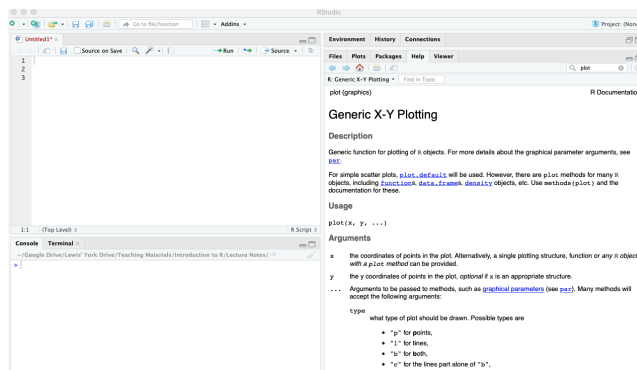 RStudio
Go to file/function
Addins
Project: (None
Untitled1*
Source on Save
Run
Source
1
2
3
1:1
(Top Level)
R Script
Console Terminal
~/Google Drive/Lewis' York Drive/Teaching Materials/Introduction to R/Lecture Notes/
>
Environment History Connections
Files Plots Packages Help Viewer
plot
R: Generic X-Y Plotting
Find in Topic
plot {graphics}
R Documentatio
Generic X-Y Plotting
Description
Generic function for plotting of R objects. For more details about the graphical parameter arguments, see
par.
For simple scatter plots, plot.default will be used. However, there are plot methods for many R
objects, including functions, data.frames, density objects, etc. Use methods(plot) and the
documentation for these.
Usage
plot(x, y, ...)
Arguments
x the coordinates of points in the plot. Alternatively, a single plotting structure, function or any R object
with a plot method can be provided.
y the y coordinates of points in the plot, optional if x is an appropriate structure.
... Arguments to be passed to methods, such as graphical parameters (see par). Many methods will
accept the following arguments:
type
what type of plot should be drawn. Possible types are
• "p" for points,
• "l" for lines,
• "b" for both,
• "c" for the lines part alone of "b",